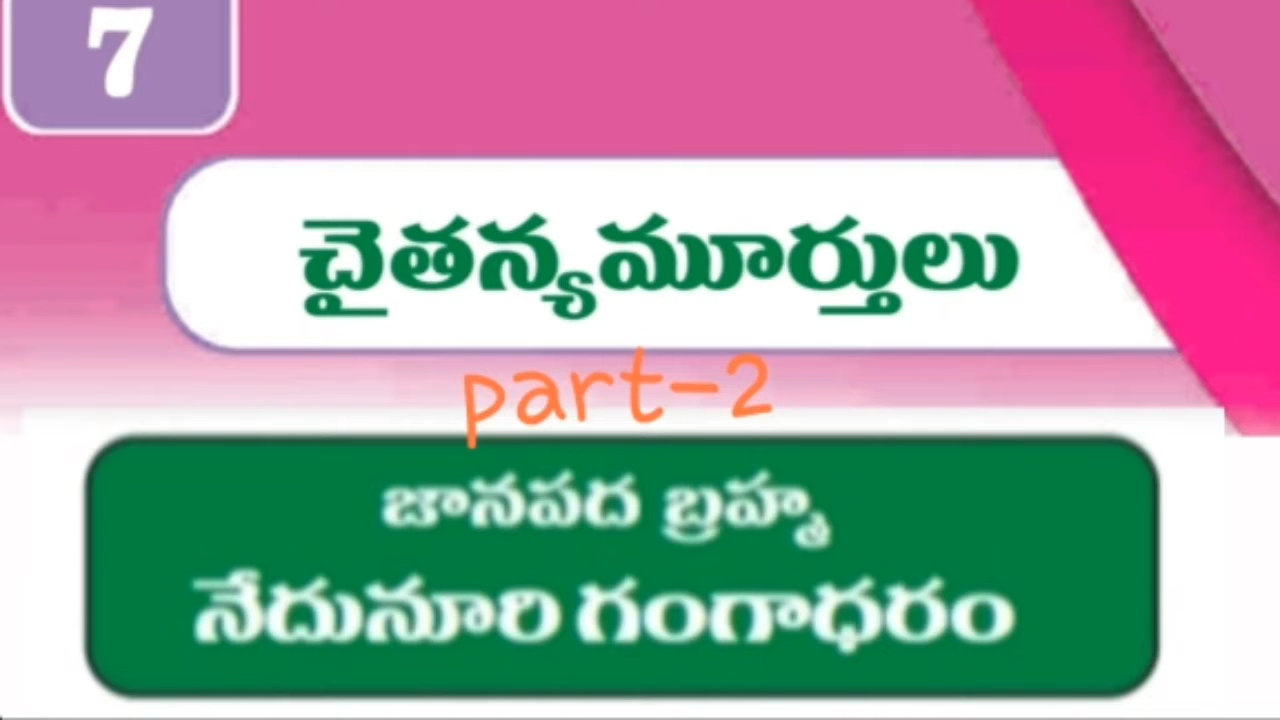 7
చైతన్యమూర్తులు
part-2
జానపద బ్రహ్మ
నేదునూరి గంగాధరం